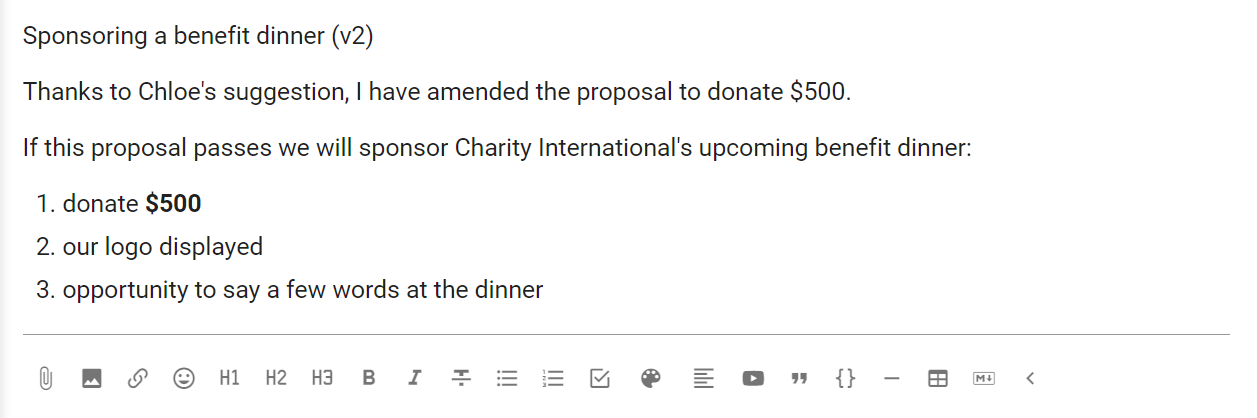 Sponsoring a benefit dinner (v2)
Thanks to Chloe's suggestion, I have amended the proposal to donate $500.
If this proposal passes we will sponsor Charity International's upcoming benefit dinner:
1. donate $500
2. our logo displayed
3. opportunity to say a few words at the dinner
H1 H2 H3 B I T 99 {} M